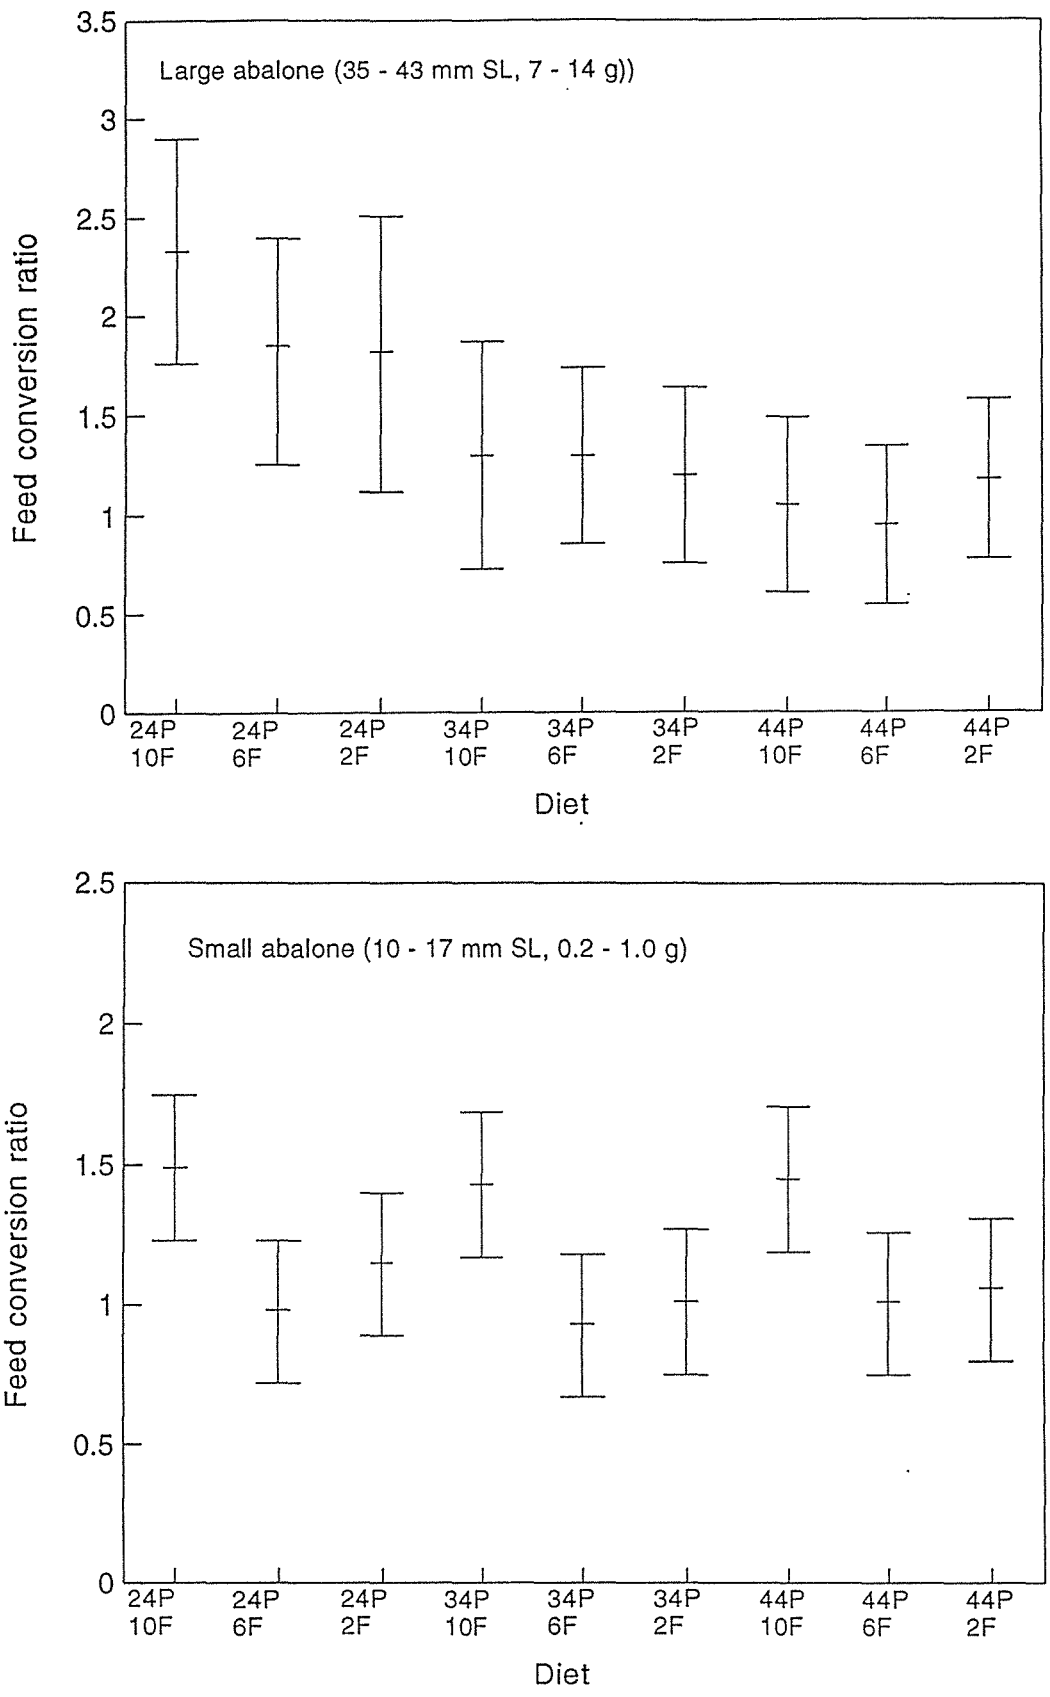 3.5
Large abalone (35 - 43 mm SL, 7 - 14 g))
3
2.5
2
1.5
1
0.5
0
Feed conversion ratio
24P 24P 24P 34P 34P 34P 44P 44P 44P
10F 6F 2F 10F 6F 2F 10F 6F 2F
Diet
2.5
Small abalone (10 - 17 mm SL, 0.2 - 1.0 g)
2
1.5
1
0.5
0
Feed conversion ratio
24P 24P 24P 34P 34P 34P 44P 44P 44P
10F 6F 2F 10F 6F 2F 10F 6F 2F
Diet